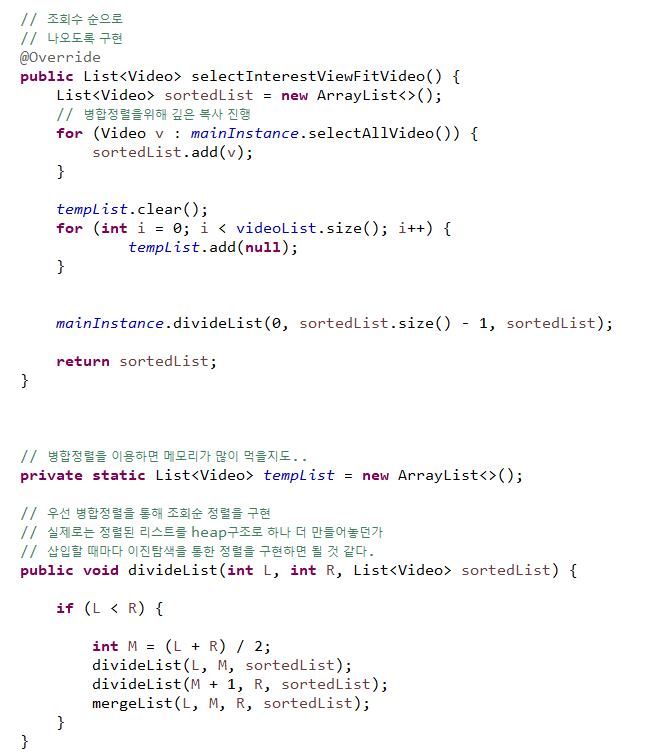 // 조회수 순으로
// 나오도록 구현
@Override
public List<Video> selectInterestViewFitVideo() {
List<Video> sortedList = new ArrayList<>();
// 병합정렬을위해 깊은 복사 진행
for (Video v : mainInstance.selectAllVideo()) {
sortedList.add(v);
}
tempList.clear();
for (int i = 0; i < videoList.size(); i++) {
tempList.add(null);
}
mainInstance.divideList(0, sortedList.size() - 1, sortedList);
return sortedList;
}
// 병합정렬을 이용하면 메모리가 많이 먹을지도..
private static List<Video> tempList = new ArrayList<>();
// 우선 병합정렬을 통해 조회순 정렬을 구현
// 실제로는 정렬된 리스트를 heap구조로 하나 더 만들어놓던가
// 삽입할 때마다 이진탐색을 통한 정렬을 구현하면 될 것 같다.
public void divideList(int L, int R, List<Video> sortedList) {
if (L < R) {
int M = (L + R) / 2;
divideList(L, M, sortedList);
divideList(M + 1, R, sortedList);
mergeList(L, M, R, sortedList);
}
}